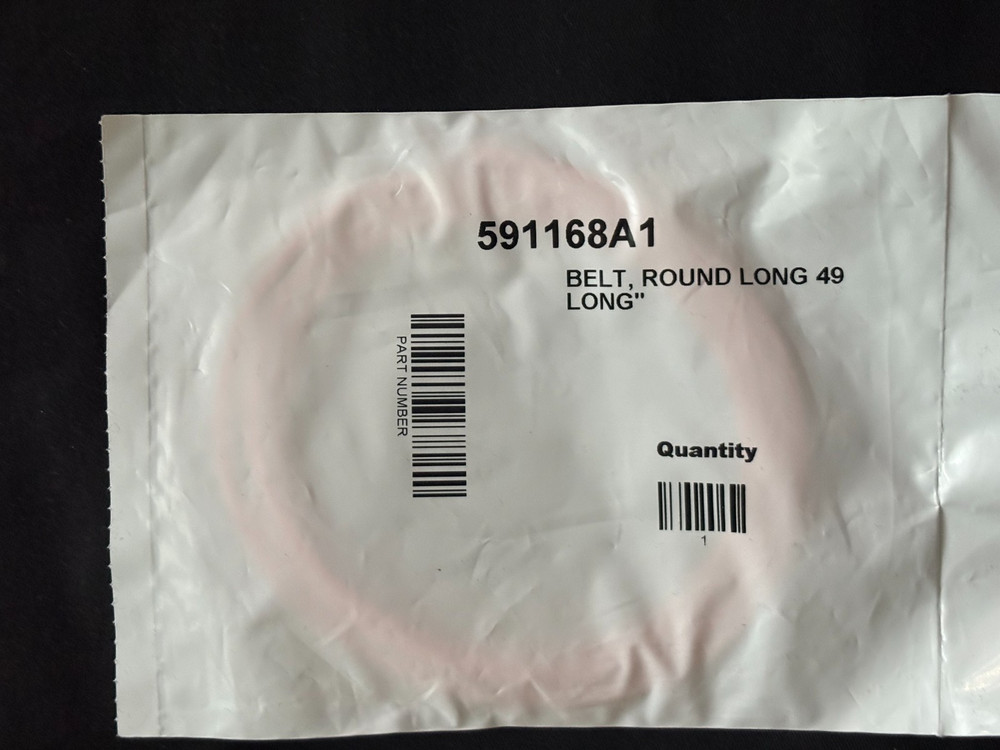 591168A1
BELT, ROUND LONG 49
LONG"
PART NUMBER
Quantity
1